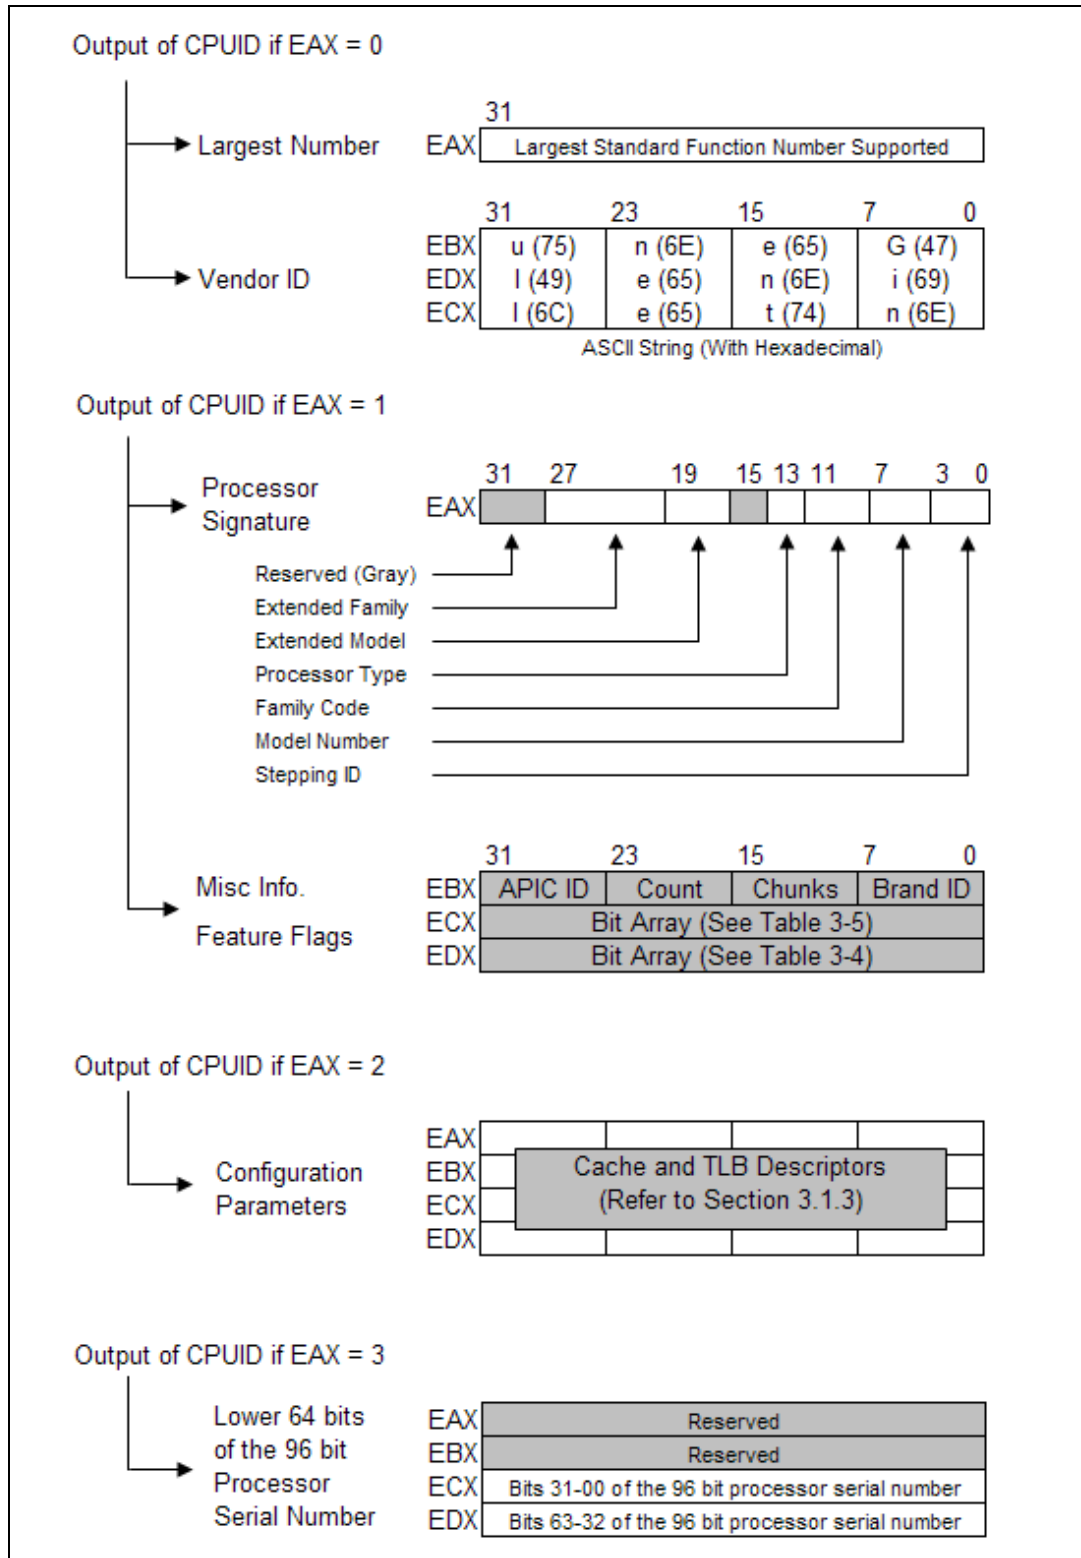 Output of CPUID if EAX = 0
31
Largest Number EAX Largest Standard Function Number Supported
31 23 15 7 0
EBX u (75) n (6E) e (65) G (47)
Vendor ID EDX I (49) e (65) n (6E) i (69)
ECX l (6C) e (65) t (74) n (6E)
ASCII String (With Hexadecimal)
Output of CPUID if EAX = 1
31 27 19 15 13 11 7 3 0
Processor
Signature
EAX
Reserved (Gray)
Extended Family
Extended Model
Processor Type
Family Code
Model Number
Stepping ID
31 23 15 7 0
Misc Info. EBX APIC ID Count Chunks Brand ID
ECX Bit Array (See Table 3-5)
Feature Flags
EDX Bit Array (See Table 3-4)
Output of CPUID if EAX = 2
EAX
Configuration EBX Cache and TLB Descriptors
Parameters ECX (Refer to Section 3.1.3)
EDX
Output of CPUID if EAX = 3
Lower 64 bits EAX Reserved
of the 96 bit EBX Reserved
Processor ECX Bits 31-00 of the 96 bit processor serial number
Serial Number EDX Bits 63-32 of the 96 bit processor serial number